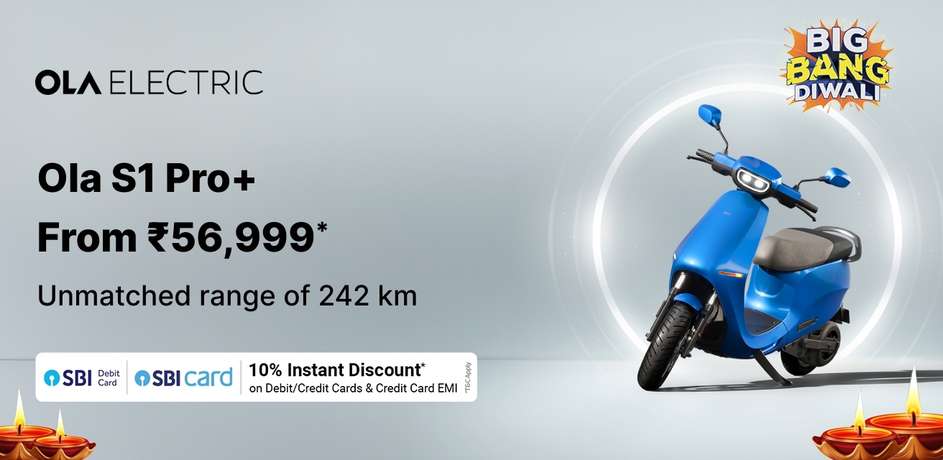 OLA ELECTRIC
BIG
BANG
DIWALI
Ola S1 Pro+
From ₹56,999*
Unmatched range of 242 km
SBI Debit Card
SBI card
10% Instant Discount*
on Debit/Credit Cards & Credit Card EMI
*T&C Apply